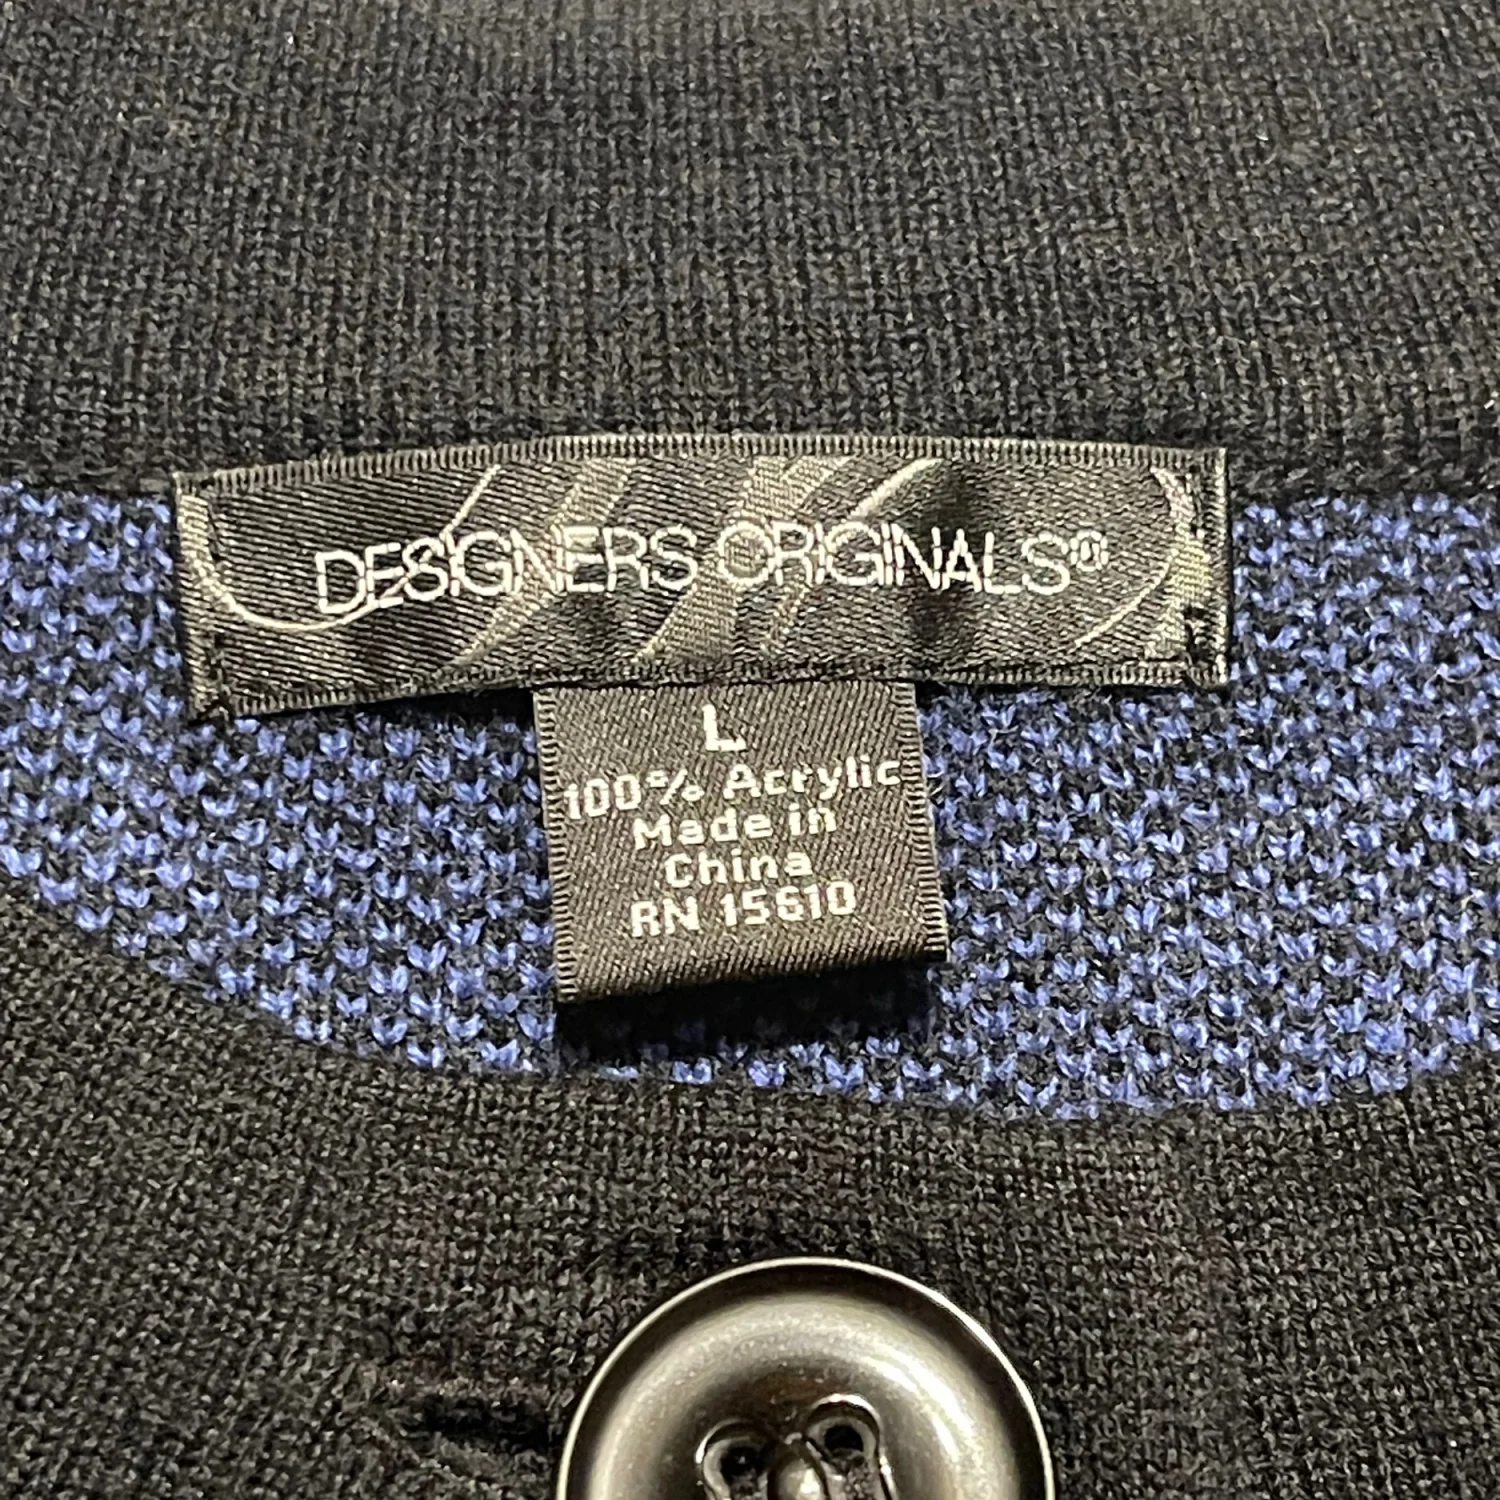 DESIGNERS ORIGINALS®
L
100% Acrylic
Made in
China
RN 15610